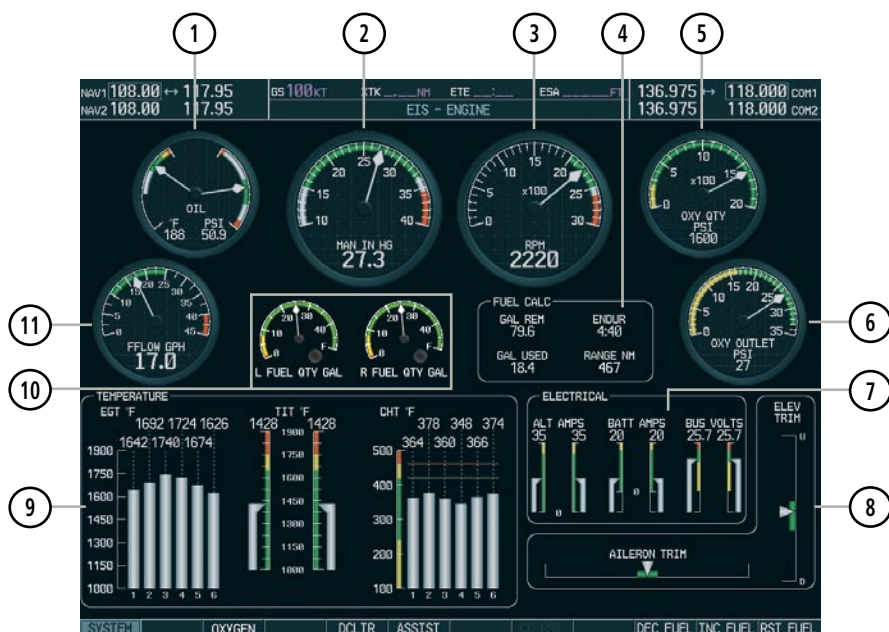 1 2 3 4 5
NAV1 108.00 ↔ 117.95 GS 100KT XTK __.__NM ETE __:__ ESA _____FT 136.975 ↔ 118.000 COM1
NAV2 108.00 117.95 EIS - ENGINE 136.975 118.000 COM2
OIL
°F PSI
188 50.9
10 15 20 25 30 35 40
MAN IN HG
27.3
0 5 10 15 20 25 30
x100
RPM
2220
0 5 10 15 20
x100
OXY QTY
PSI
1600
11
0 5 10 15 20 25 30 35 40 45
FFLOW GPH
17.0
10
0 10 20 40 F
L FUEL QTY GAL
0 10 20 40 F
R FUEL QTY GAL
FUEL CALC
GAL REM ENDUR
79.6 4:40
GAL USED RANGE NM
18.4 467
0 5 10 15 20 25 30 35
OXY OUTLET
PSI
27
6
7
TEMPERATURE
EGT °F
1692 1724 1626
1642 1740 1674
1900
1750
1600
1450
1300
1150
1000
1 2 3 4 5 6
TIT °F
1428 1428
1900
1750
1600
1450
1300
1150
1000
CHT °F
378 348 374
364 360 366
500
400
300
200
100
1 2 3 4 5 6
ELECTRICAL
ALT AMPS BATT AMPS BUS VOLTS
35 35 20 20 25.7 25.7
0 0
ELEV
TRIM
U
D
AILERON TRIM
9
8
SYSTEM OXYGEN DCLTR ASSIST DEC FUEL INC FUEL RST FUEL